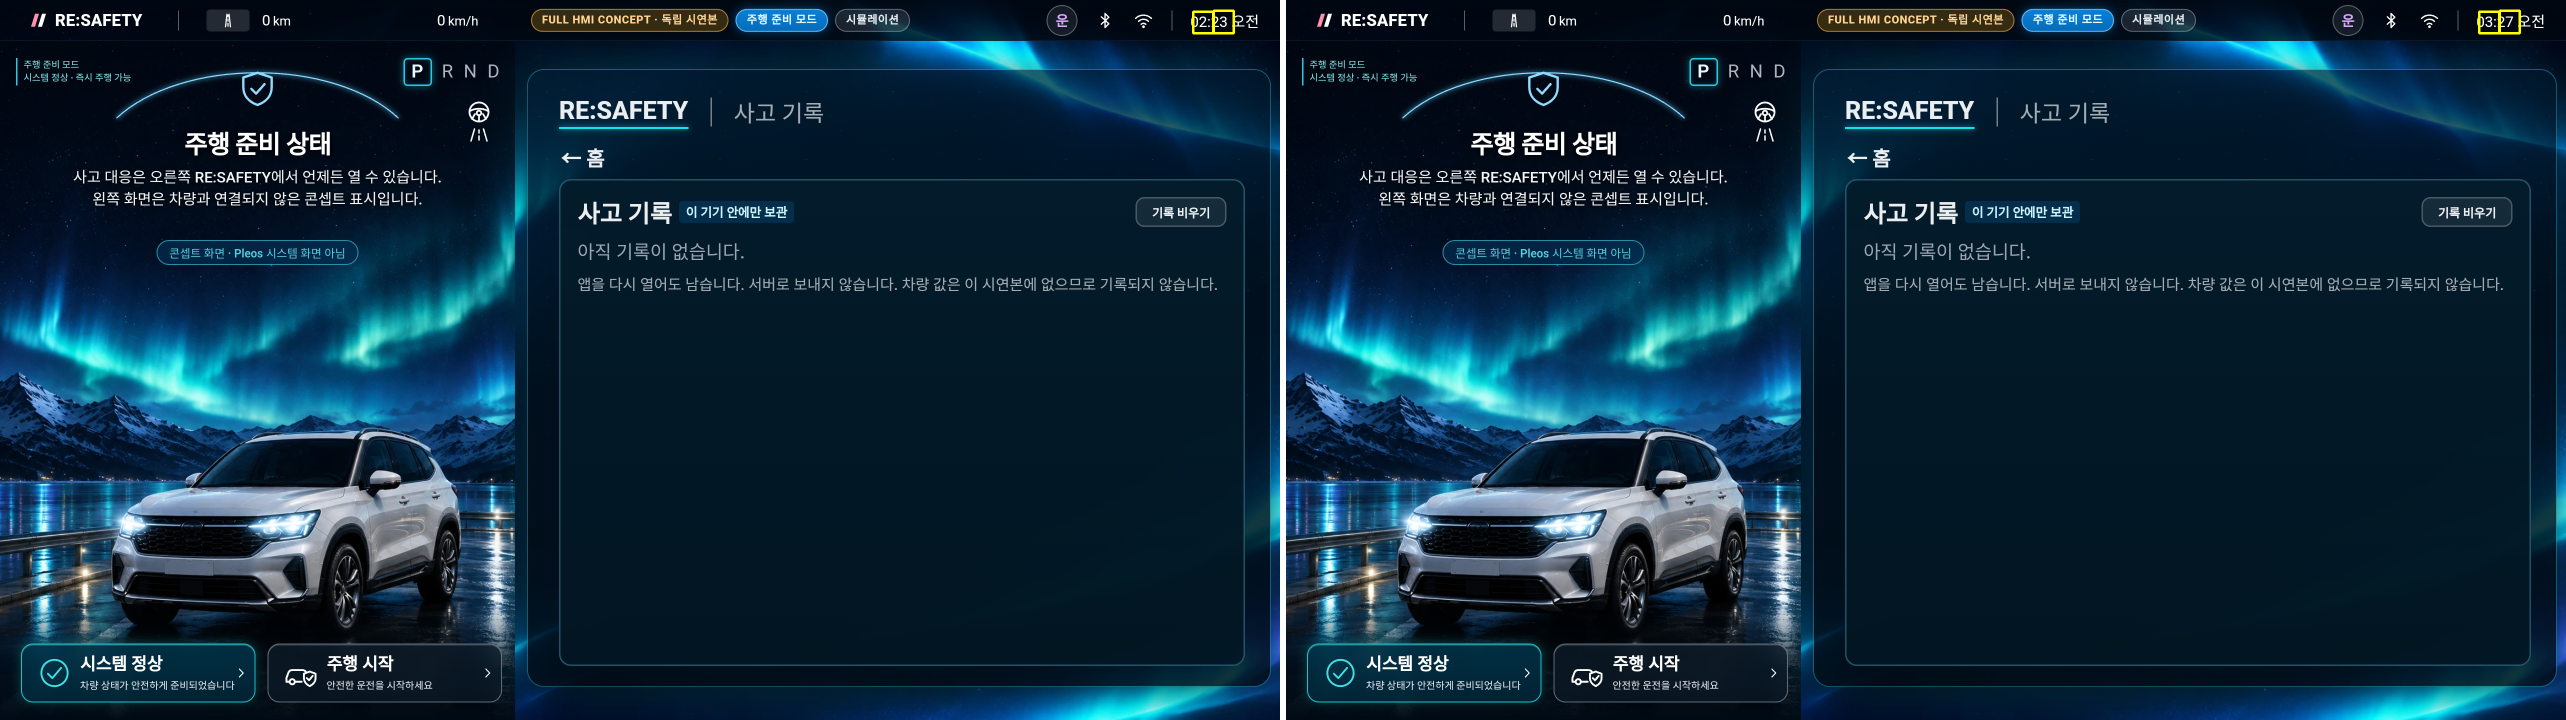 RE:SAFETY 0 km 0 km/h FULL HMI CONCEPT · 독립 시연본 주행 준비 모드 시뮬레이션 운 02:23 오전
주행 준비 모드
시스템 정상 · 즉시 주행 가능
P R N D
주행 준비 상태
사고 대응은 오른쪽 RE:SAFETY에서 언제든 열 수 있습니다.
왼쪽 화면은 차량과 연결되지 않은 콘셉트 표시입니다.
콘셉트 화면 · Pleos 시스템 화면 아님
시스템 정상
차량 상태가 안전하게 준비되었습니다
주행 시작
안전한 운전을 시작하세요
RE:SAFETY 사고 기록
← 홈
사고 기록 이 기기 안에만 보관 기록 비우기
아직 기록이 없습니다.
앱을 다시 열어도 남습니다. 서버로 보내지 않습니다. 차량 값은 이 시연본에 없으므로 기록되지 않습니다.
RE:SAFETY 0 km 0 km/h FULL HMI CONCEPT · 독립 시연본 주행 준비 모드 시뮬레이션 운 03:27 오전
주행 준비 모드
시스템 정상 · 즉시 주행 가능
P R N D
주행 준비 상태
사고 대응은 오른쪽 RE:SAFETY에서 언제든 열 수 있습니다.
왼쪽 화면은 차량과 연결되지 않은 콘셉트 표시입니다.
콘셉트 화면 · Pleos 시스템 화면 아님
시스템 정상
차량 상태가 안전하게 준비되었습니다
주행 시작
안전한 운전을 시작하세요
RE:SAFETY 사고 기록
← 홈
사고 기록 이 기기 안에만 보관 기록 비우기
아직 기록이 없습니다.
앱을 다시 열어도 남습니다. 서버로 보내지 않습니다. 차량 값은 이 시연본에 없으므로 기록되지 않습니다.